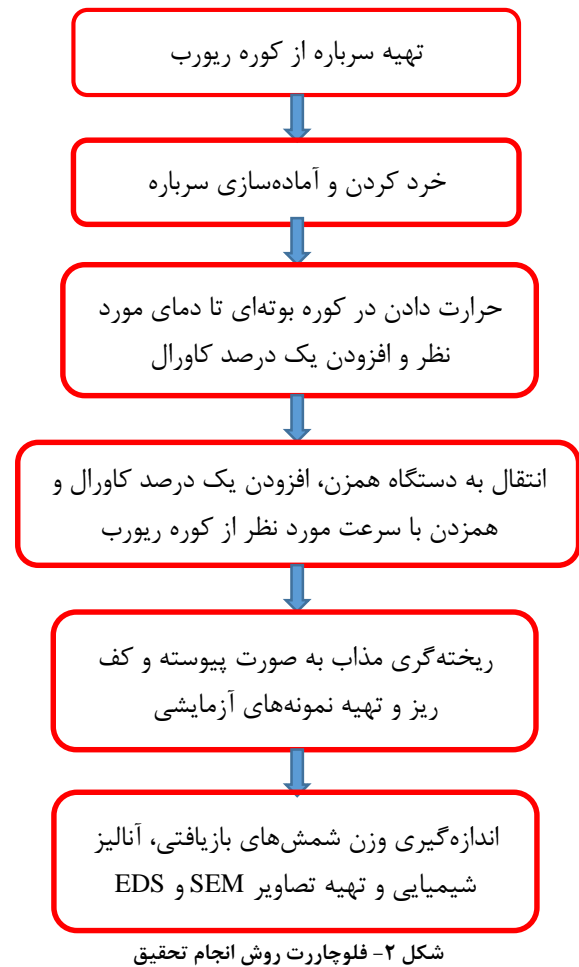 تهیه سرباره از کوره ریورب
خرد کردن و آماده‌سازی سرباره
حرارت دادن در کوره بوته‌ای تا دمای مورد
نظر و افزودن یک درصد کاورال
انتقال به دستگاه همزن، افزودن یک درصد کاورال و
همزدن با سرعت مورد نظر از کوره ریورب
ریخته‌گری مذاب به صورت پیوسته و کف
ریز و تهیه نمونه‌های آزمایشی
اندازه‌گیری وزن شمش‌های بازیافتی، آنالیز
شیمیایی و تهیه تصاویر SEM و EDS
شکل ۲- فلوچاررت روش انجام تحقیق